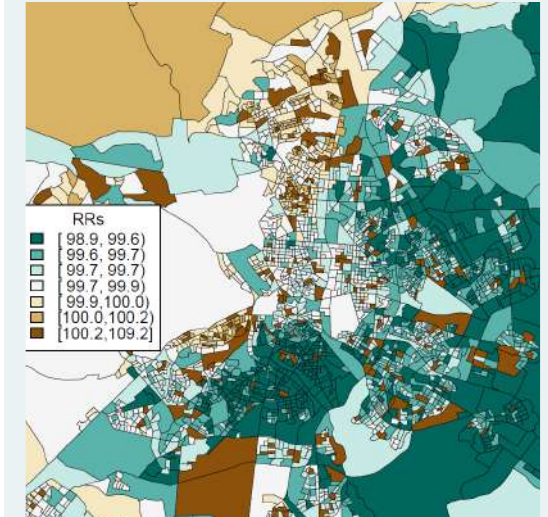 RRs
[ 98.9, 99.6)
[ 99.6, 99.7)
[ 99.7, 99.7)
[ 99.7, 99.9)
[ 99.9,100.0)
[100.0,100.2)
[100.2,109.2]